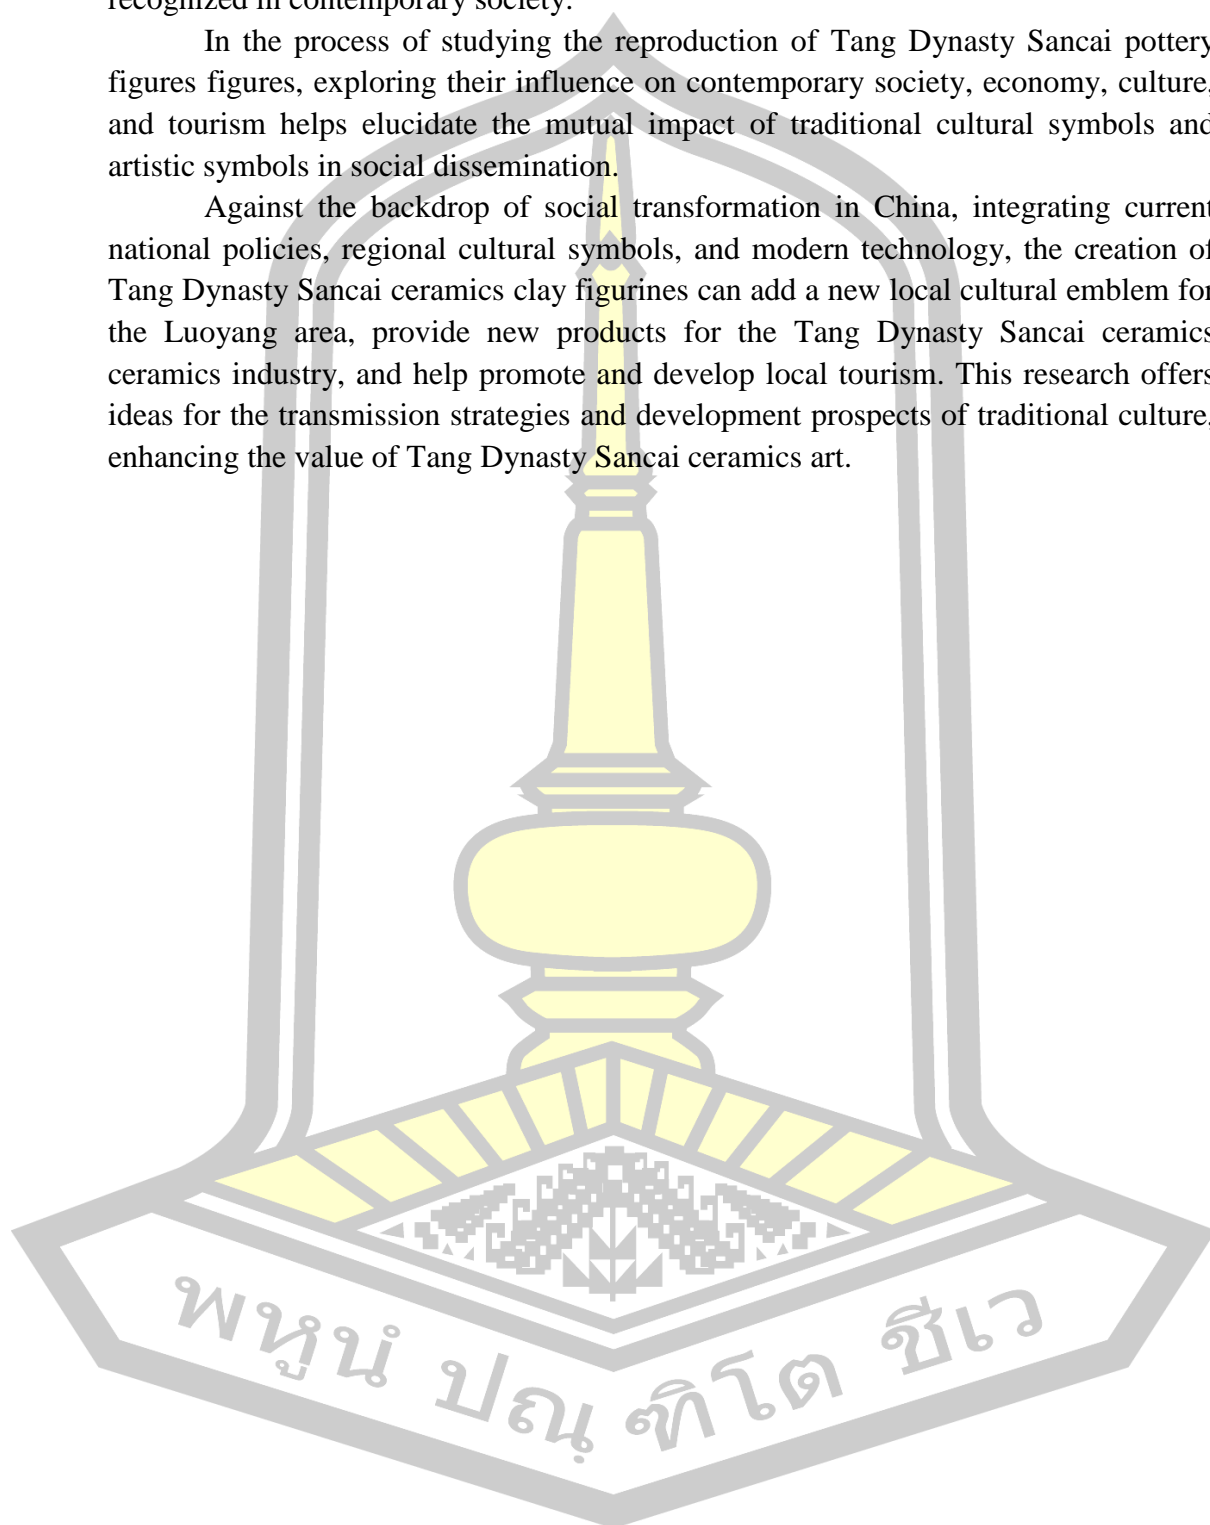 recognized in contemporary society.
In the process of studying the reproduction of Tang Dynasty Sancai pottery
figures figures, exploring their influence on contemporary society, economy, culture,
and tourism helps elucidate the mutual impact of traditional cultural symbols and
artistic symbols in social dissemination.
Against the backdrop of social transformation in China, integrating current
national policies, regional cultural symbols, and modern technology, the creation of
Tang Dynasty Sancai ceramics clay figurines can add a new local cultural emblem for
the Luoyang area, provide new products for the Tang Dynasty Sancai ceramics
ceramics industry, and help promote and develop local tourism. This research offers
ideas for the transmission strategies and development prospects of traditional culture,
enhancing the value of Tang Dynasty Sancai ceramics art.
พหูนํ ปณฺฑิโต ชีเว